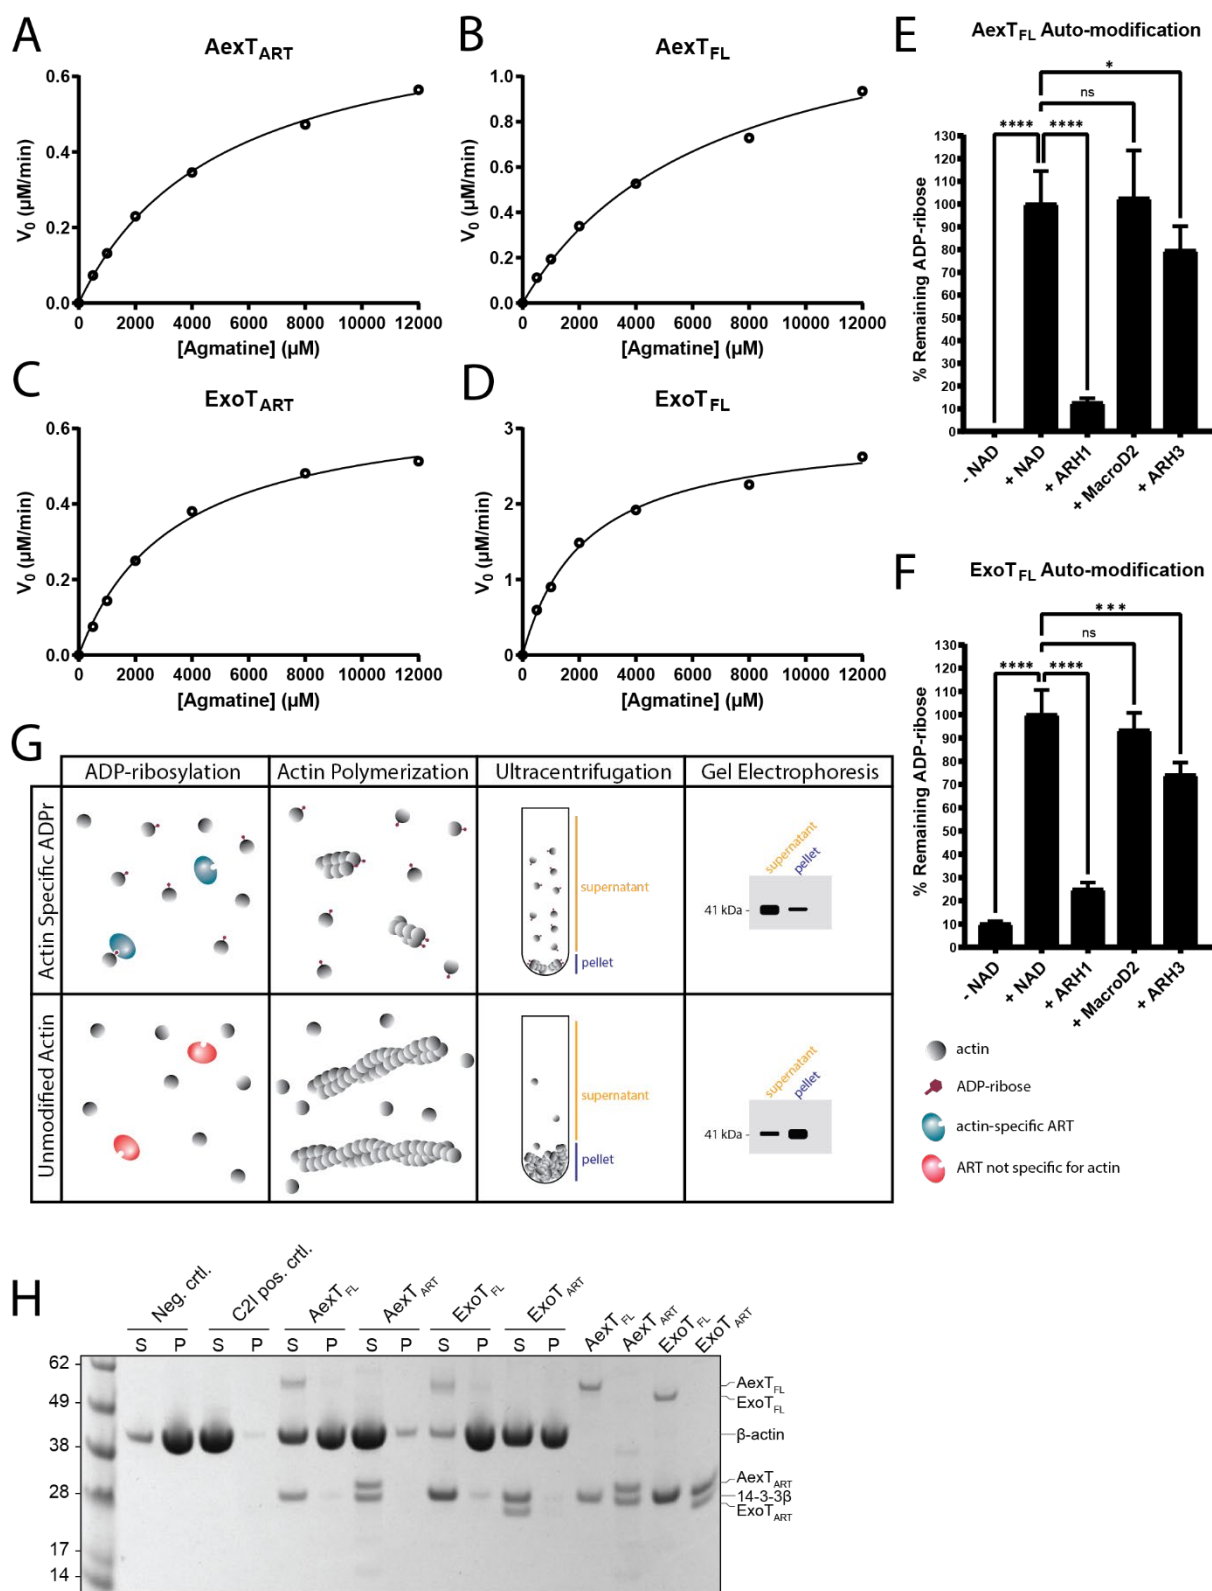 A
AexT_ART
V₀ (µM/min)
0.6
0.4
0.2
0.0
0 2000 4000 6000 8000 10000 12000
[Agmatine] (µM)
B
AexT_FL
V₀ (µM/min)
1.0
0.8
0.6
0.4
0.2
0.0
0 2000 4000 6000 8000 10000 12000
[Agmatine] (µM)
C
ExoT_ART
V₀ (µM/min)
0.6
0.4
0.2
0.0
0 2000 4000 6000 8000 10000 12000
[Agmatine] (µM)
D
ExoT_FL
V₀ (µM/min)
3
2
1
0
0 2000 4000 6000 8000 10000 12000
[Agmatine] (µM)
E
AexT_FL Auto-modification
*
ns
**** ****
% Remaining ADP-ribose
130
120
110
100
90
80
70
60
50
40
30
20
10
0
- NAD
+ NAD
+ ARH1
+ MacroD2
+ ARH3
F
ExoT_FL Auto-modification
***
ns
**** ****
% Remaining ADP-ribose
130
120
110
100
90
80
70
60
50
40
30
20
10
0
- NAD
+ NAD
+ ARH1
+ MacroD2
+ ARH3
actin
ADP-ribose
actin-specific ART
ART not specific for actin
G
ADP-ribosylation Actin Polymerization Ultracentrifugation Gel Electrophoresis
Actin Specific ADPr
supernatant
pellet
supernatant
pellet
41 kDa -
Unmodified Actin
supernatant
pellet
supernatant
pellet
41 kDa -
H
Neg. crtl. C2I pos. crtl. AexT_FL AexT_ART ExoT_FL ExoT_ART AexT_FL AexT_ART ExoT_FL ExoT_ART
S P S P S P S P S P S P
62 -
49 -
38 -
28 -
17 -
14 -
AexT_FL
ExoT_FL
β-actin
AexT_ART
14-3-3β
ExoT_ART